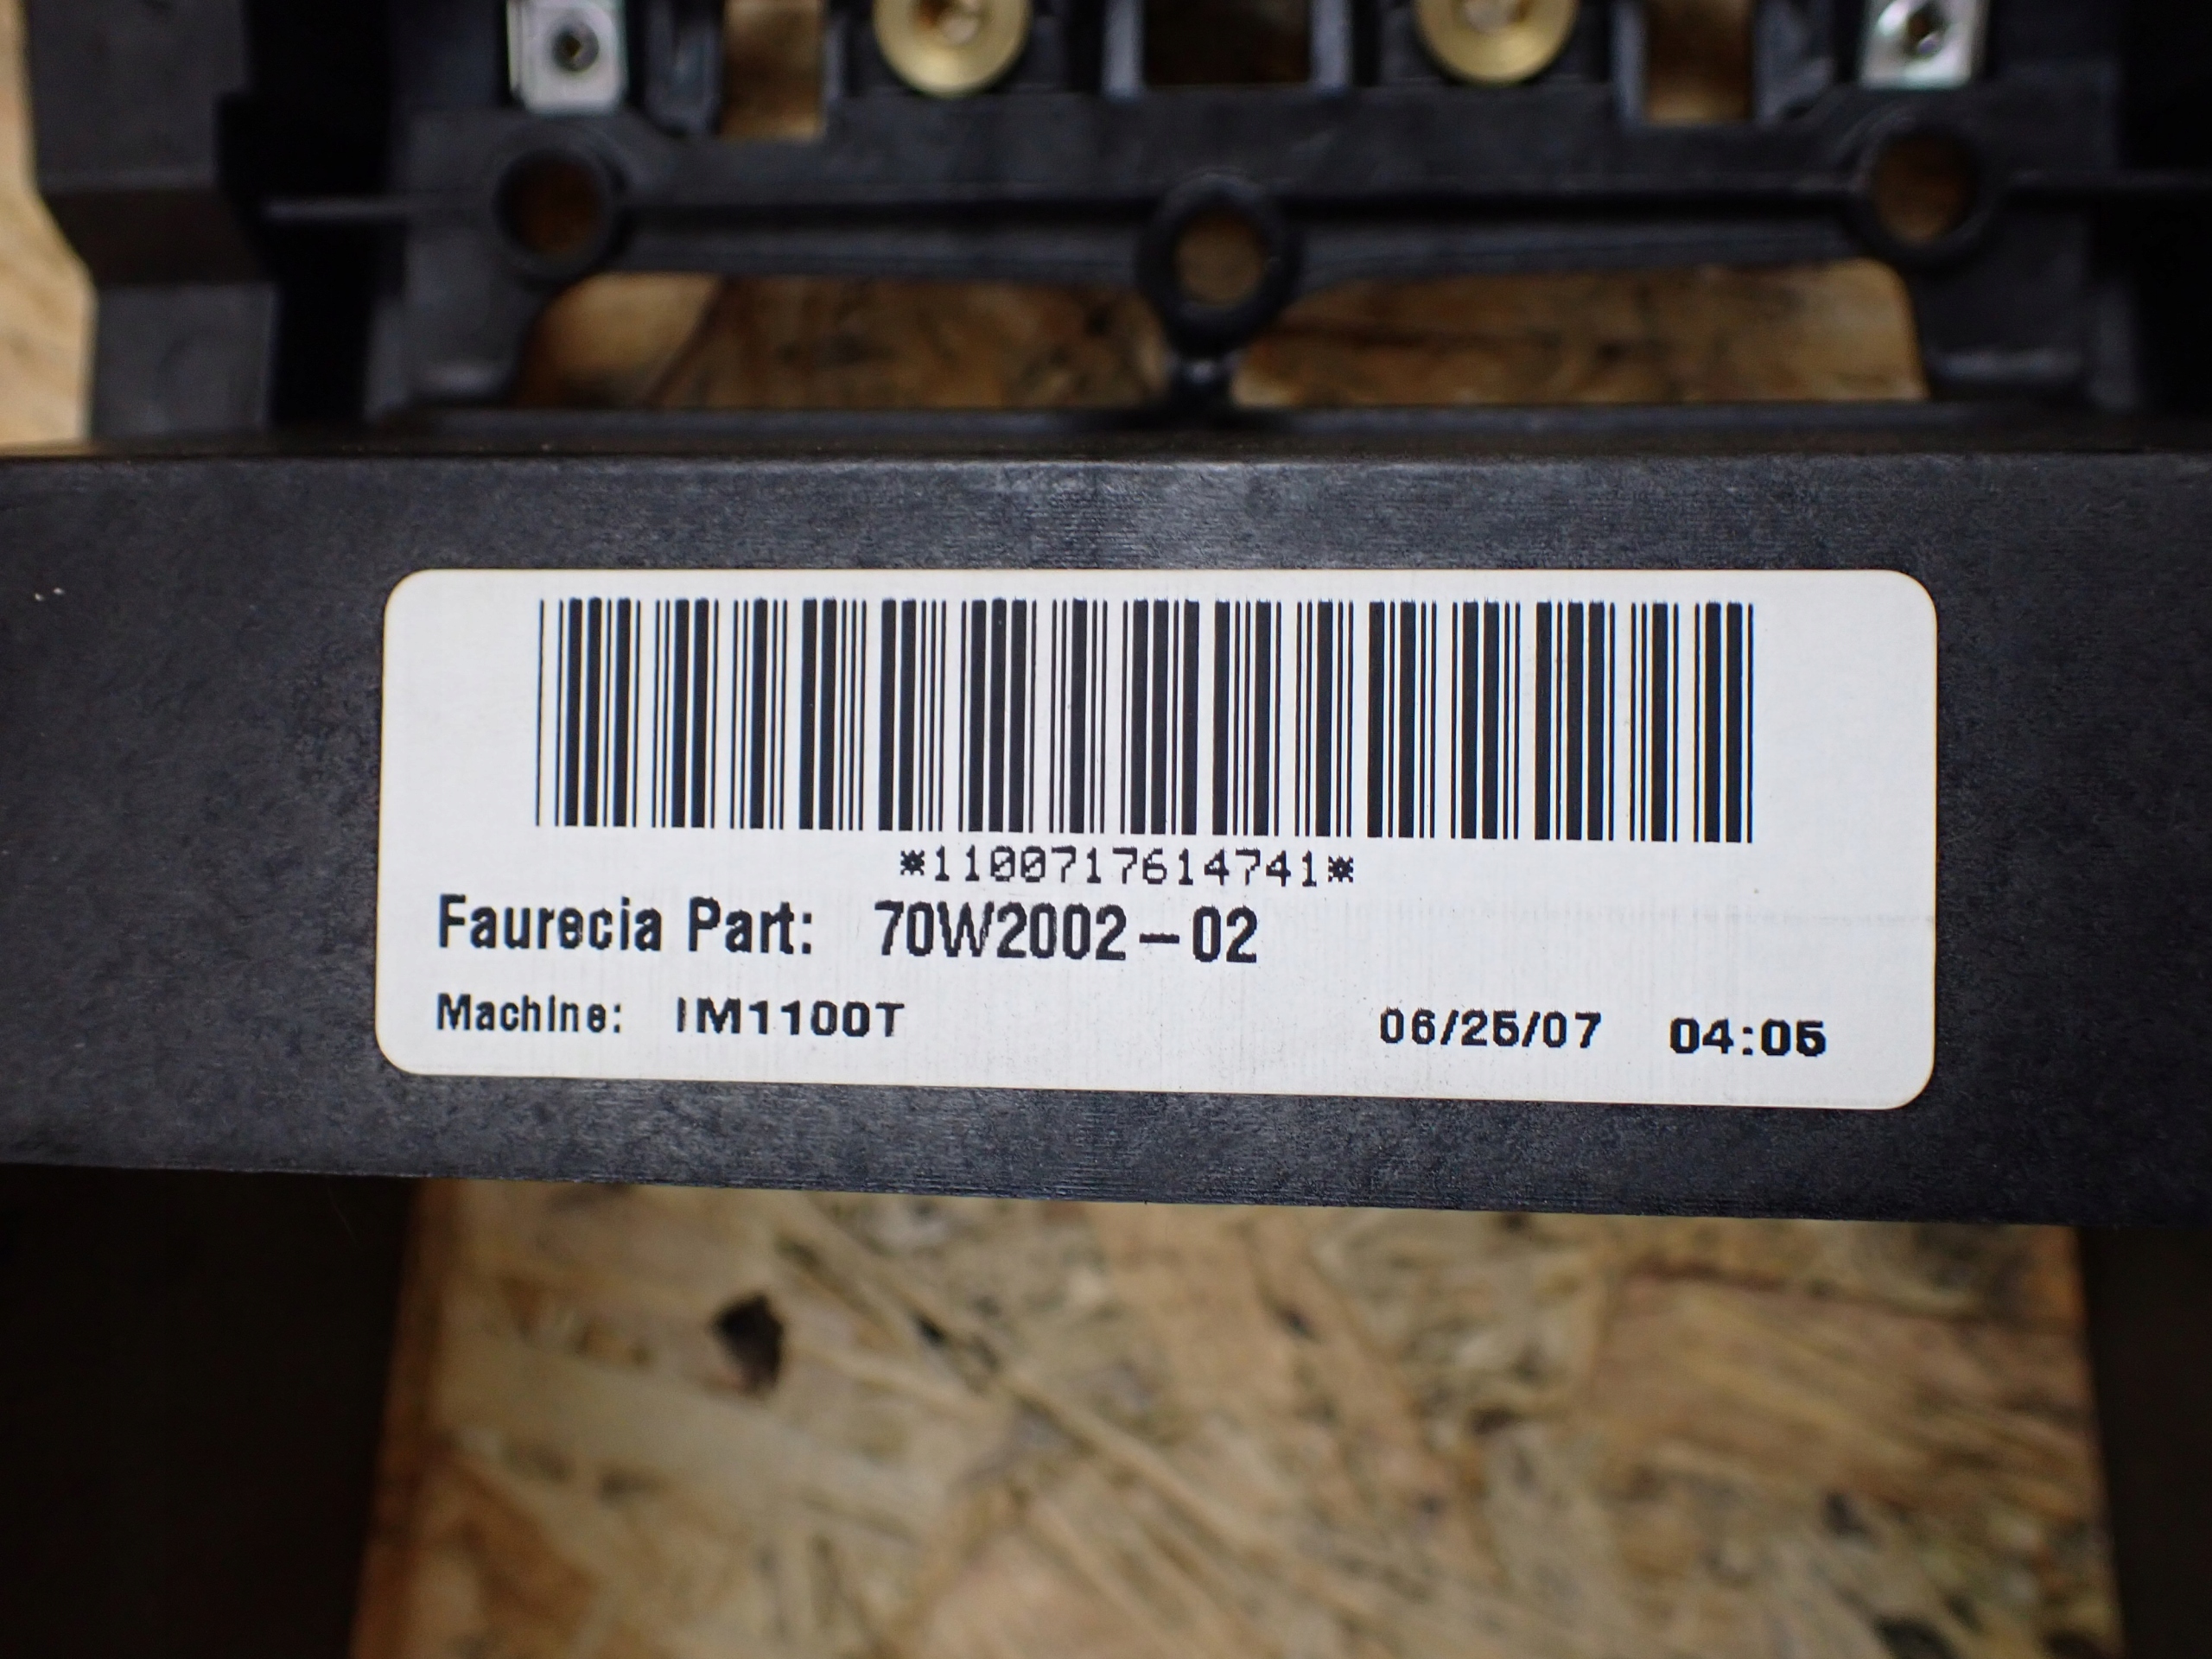 *1100717614741*
Faurecia Part: 70W2002-02
Machine: IM1100T 06/25/07 04:05